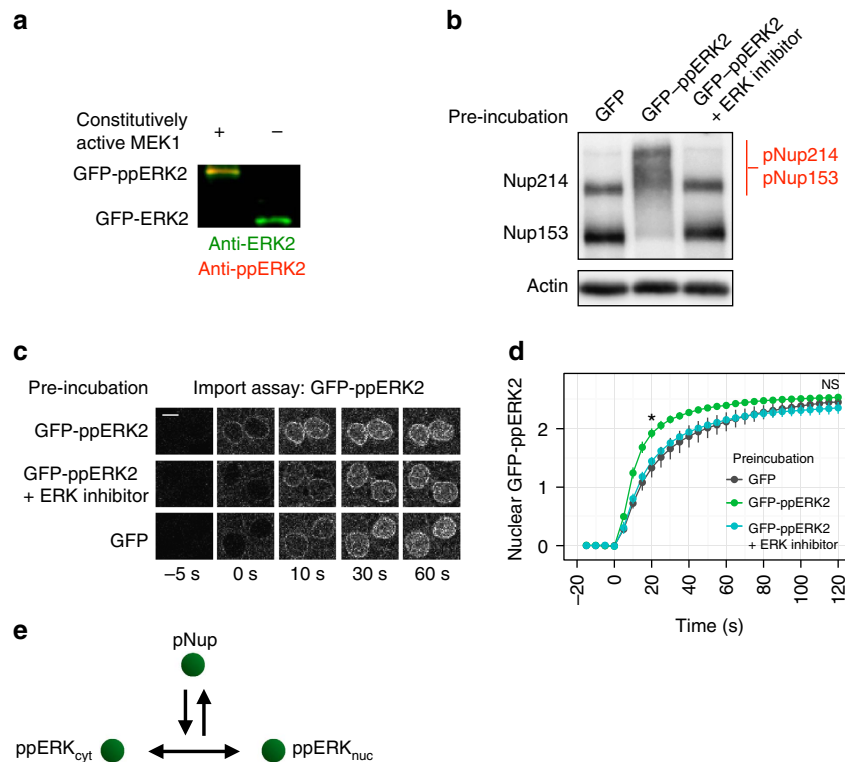 a
Constitutively
active MEK1
+
–
GFP-ppERK2
GFP-ERK2
Anti-ERK2
Anti-ppERK2
b
Pre-incubation
GFP
GFP–ppERK2
GFP–ppERK2
+ ERK inhibitor
Nup214
Nup153
Actin
pNup214
pNup153
c
Pre-incubation
Import assay: GFP-ppERK2
GFP-ppERK2
GFP-ppERK2
+ ERK inhibitor
GFP
–5 s
0 s
10 s
30 s
60 s
d
Nuclear GFP-ppERK2
2
1
0
*
NS
Preincubation
GFP
GFP-ppERK2
GFP-ppERK2
+ ERK inhibitor
–20
0
20
40
60
80
100
120
Time (s)
e
pNup
ppERKcyt
ppERKnuc